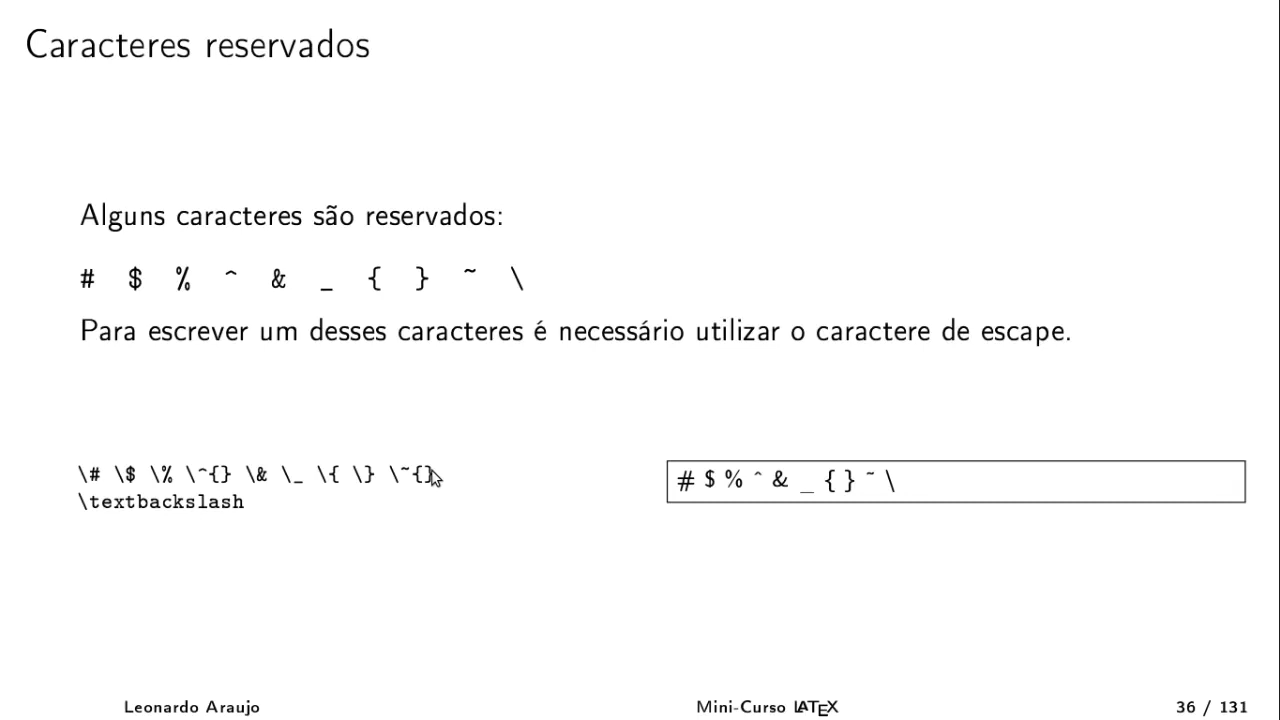 Caracteres reservados
Alguns caracteres são reservados:
# $ % ^ & _ { } ~ \
Para escrever um desses caracteres é necessário utilizar o caractere de escape.
\# \$ \% \^{} \& \_ \{ \} \~{}
\textbackslash
# $ % ^ & _ { } ~ \
Leonardo Araujo Mini-Curso LATEX 36 / 131